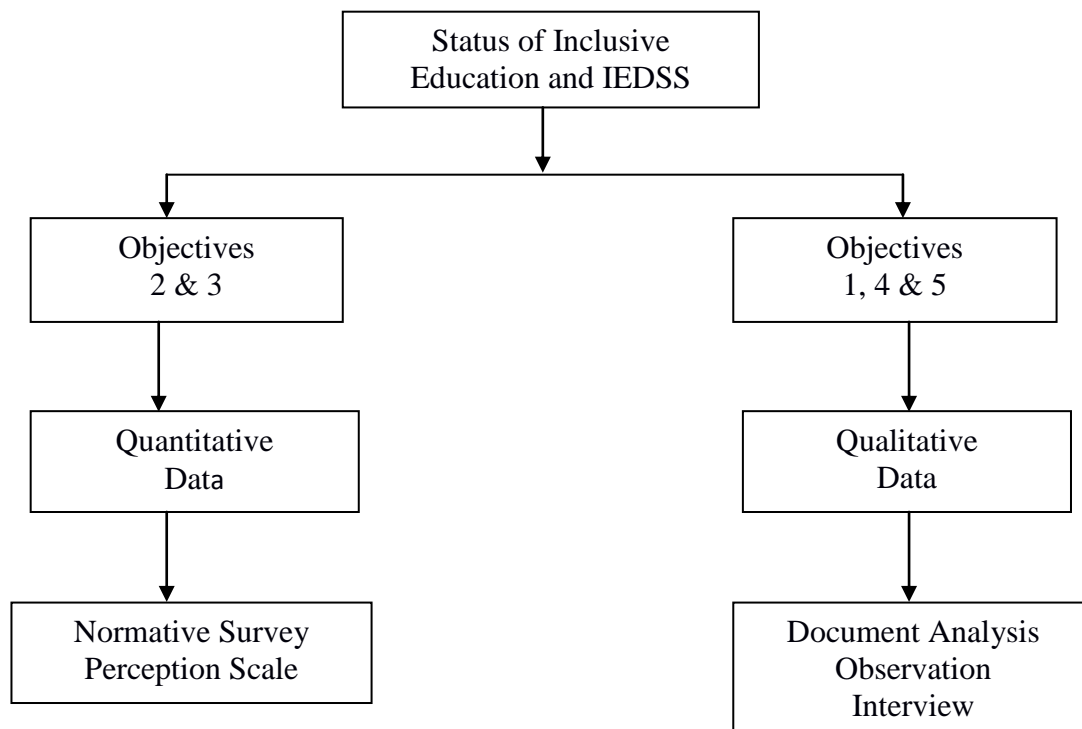 Status of Inclusive
Education and IEDSS
Objectives
2 & 3
Objectives
1, 4 & 5
Quantitative
Data
Qualitative
Data
Normative Survey
Perception Scale
Document Analysis
Observation
Interview